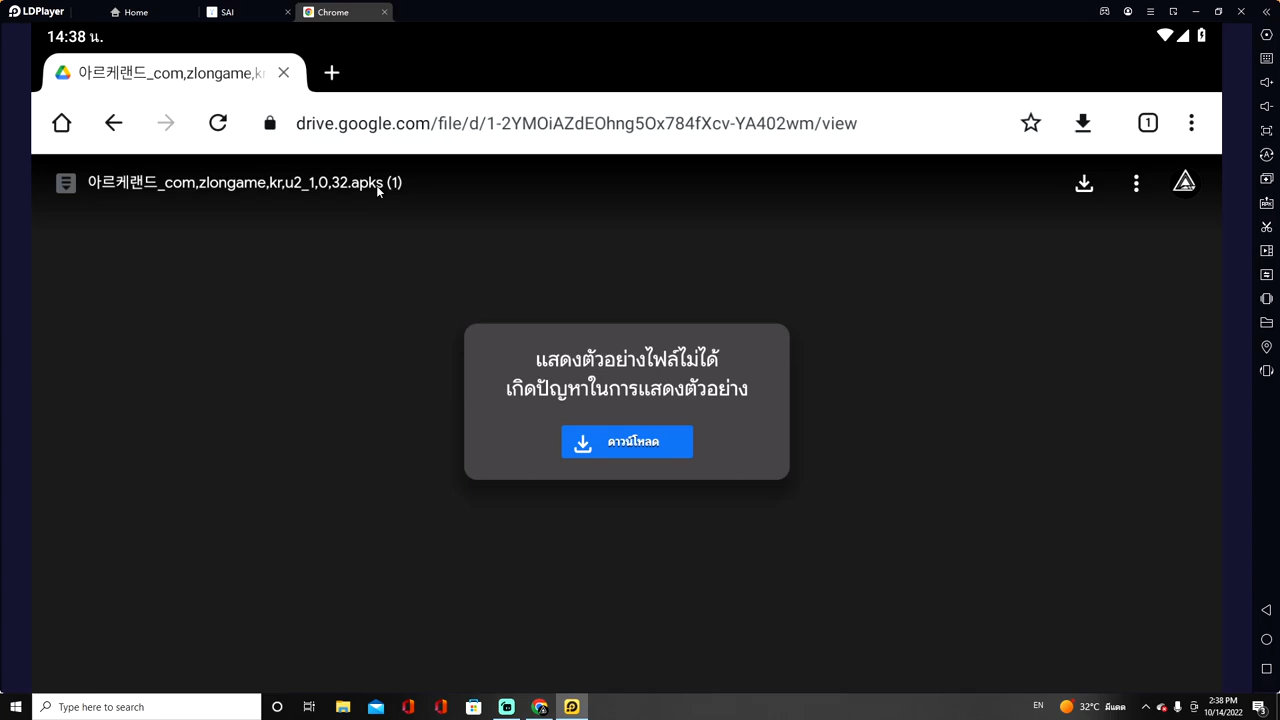 LDPlayer
Home
SAI
Chrome
14:38 น.
아르케랜드_com,zlongame,kr
drive.google.com/file/d/1-2YMOiAZdEOhng5Ox784fXcv-YA402wm/view
1
아르케랜드_com,zlongame,kr,u2_1,0,32.apks (1)
แสดงตัวอย่างไฟล์ไม่ได้
เกิดปัญหาในการแสดงตัวอย่าง
ดาวน์โหลด
Type here to search
EN
32°C มีแดด
2:38 PM
10/14/2022